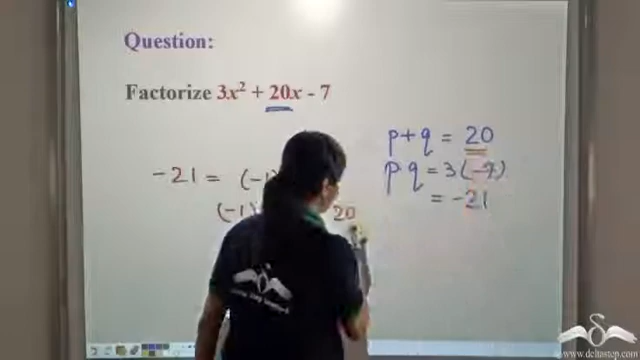 Question:
Factorize 3x² + 20x - 7
p+q = 20
pq = 3(-7)
= -21
-21 = (-1)
(-1) 20
www.deltastep.com